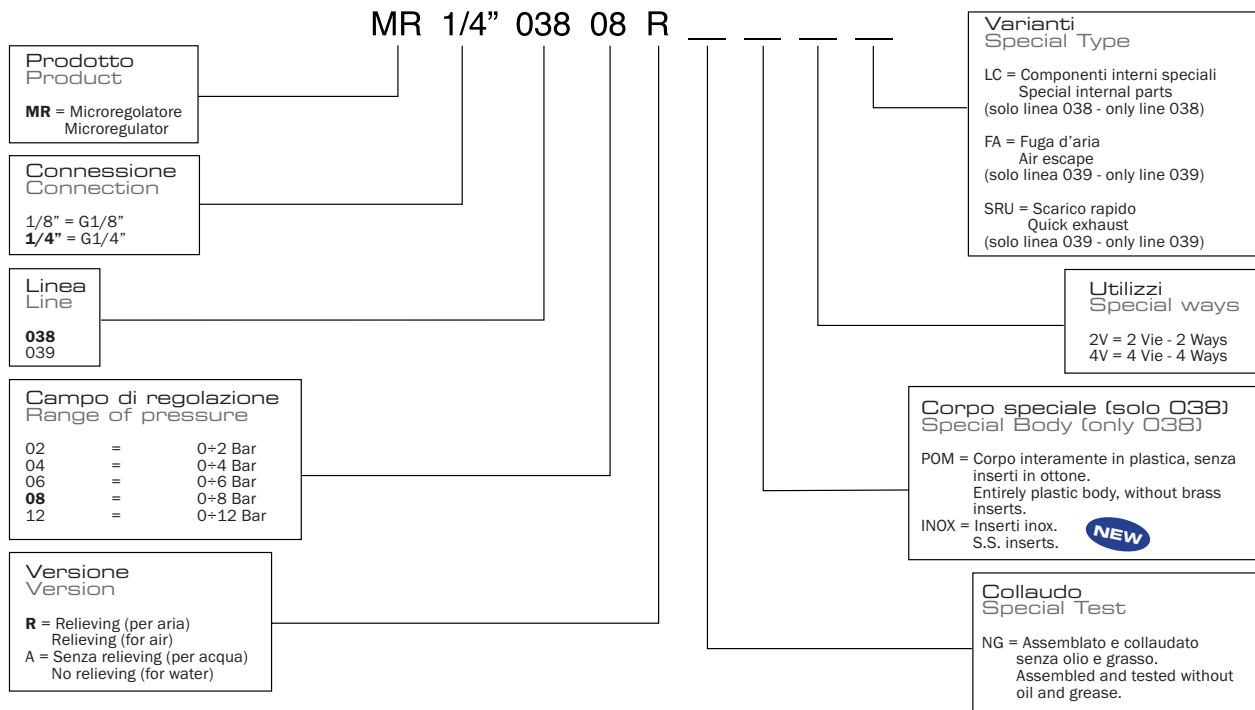 MR 1/4” 038 08 R __ __ __ __
Prodotto
Product
MR = Microregolatore
Microregulator
Connessione
Connection
1/8” = G1/8”
1/4” = G1/4”
Linea
Line
038
039
Campo di regolazione
Range of pressure
02 = 0÷2 Bar
04 = 0÷4 Bar
06 = 0÷6 Bar
08 = 0÷8 Bar
12 = 0÷12 Bar
Versione
Version
R = Relieving (per aria)
Relieving (for air)
A = Senza relieving (per acqua)
No relieving (for water)
Varianti
Special Type
LC = Componenti interni speciali
Special internal parts
(solo linea 038 - only line 038)
FA = Fuga d’aria
Air escape
(solo linea 039 - only line 039)
SRU = Scarico rapido
Quick exhaust
(solo linea 039 - only line 039)
Utilizzi
Special ways
2V = 2 Vie - 2 Ways
4V = 4 Vie - 4 Ways
Corpo speciale (solo 038)
Special Body (only 038)
POM = Corpo interamente in plastica, senza
inserti in ottone.
Entirely plastic body, without brass
inserts.
INOX = Inserti inox.
S.S. inserts.
NEW
Collaudo
Special Test
NG = Assemblato e collaudato
senza olio e grasso.
Assembled and tested without
oil and grease.